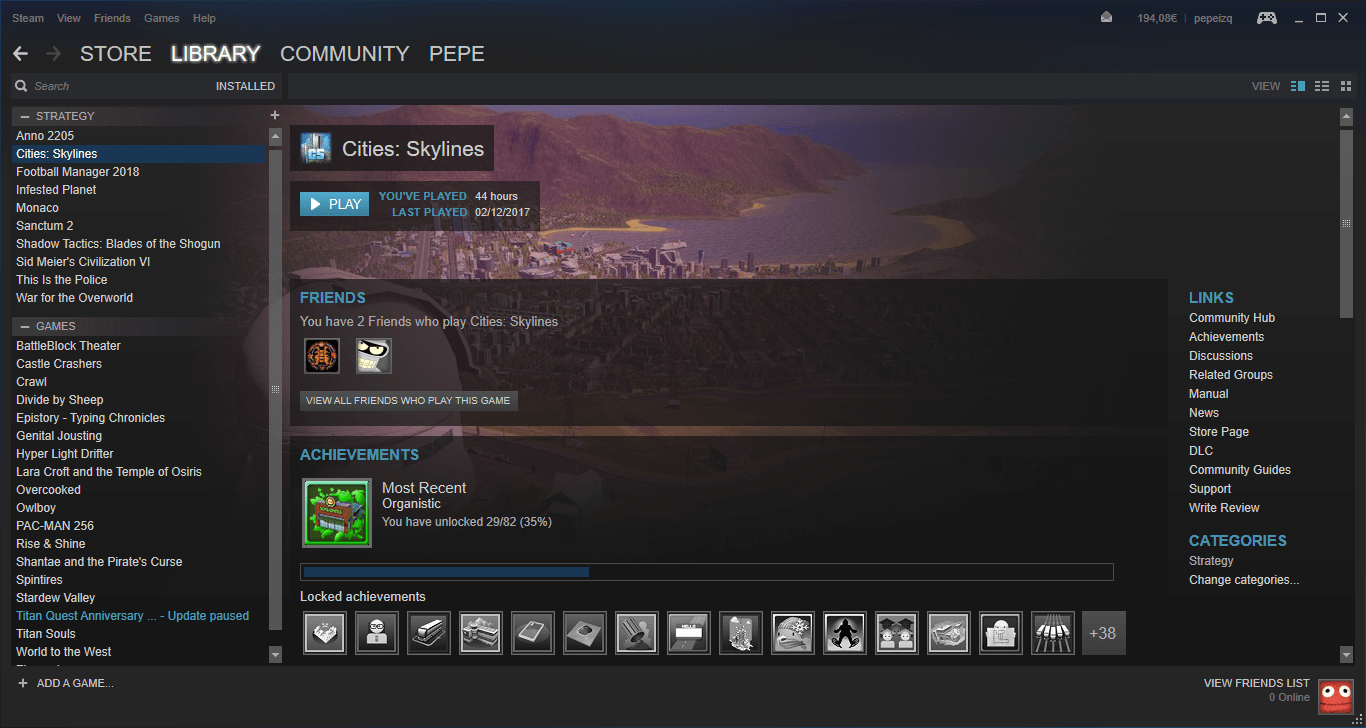 Steam View Friends Games Help
194,08€ | pepeizq
STORE LIBRARY COMMUNITY PEPE
Search INSTALLED
VIEW
— STRATEGY +
Anno 2205
Cities: Skylines
Football Manager 2018
Infested Planet
Monaco
Sanctum 2
Shadow Tactics: Blades of the Shogun
Sid Meier's Civilization VI
This Is the Police
War for the Overworld
— GAMES
BattleBlock Theater
Castle Crashers
Crawl
Divide by Sheep
Epistory - Typing Chronicles
Genital Jousting
Hyper Light Drifter
Lara Croft and the Temple of Osiris
Overcooked
Owlboy
PAC-MAN 256
Rise & Shine
Shantae and the Pirate's Curse
Spintires
Stardew Valley
Titan Quest Anniversary ... - Update paused
Titan Souls
World to the West
+ ADD A GAME...
CS
Cities: Skylines
PLAY
YOU'VE PLAYED 44 hours
LAST PLAYED 02/12/2017
FRIENDS
You have 2 Friends who play Cities: Skylines
VIEW ALL FRIENDS WHO PLAY THIS GAME
ACHIEVEMENTS
Most Recent
Organistic
You have unlocked 29/82 (35%)
Locked achievements
HELLO
+38
LINKS
Community Hub
Achievements
Discussions
Related Groups
Manual
News
Store Page
DLC
Community Guides
Support
Write Review
CATEGORIES
Strategy
Change categories...
VIEW FRIENDS LIST
0 Online